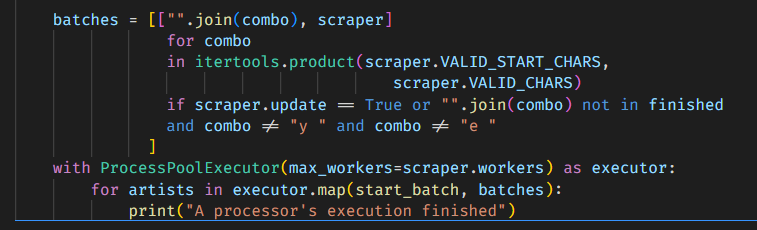 batches = [["".join(combo), scraper]
for combo
in itertools.product(scraper.VALID_START_CHARS,
scraper.VALID_CHARS)
if scraper.update == True or "".join(combo) not in finished
and combo != "y " and combo != "e "
]
with ProcessPoolExecutor(max_workers=scraper.workers) as executor:
for artists in executor.map(start_batch, batches):
print("A processor's execution finished")